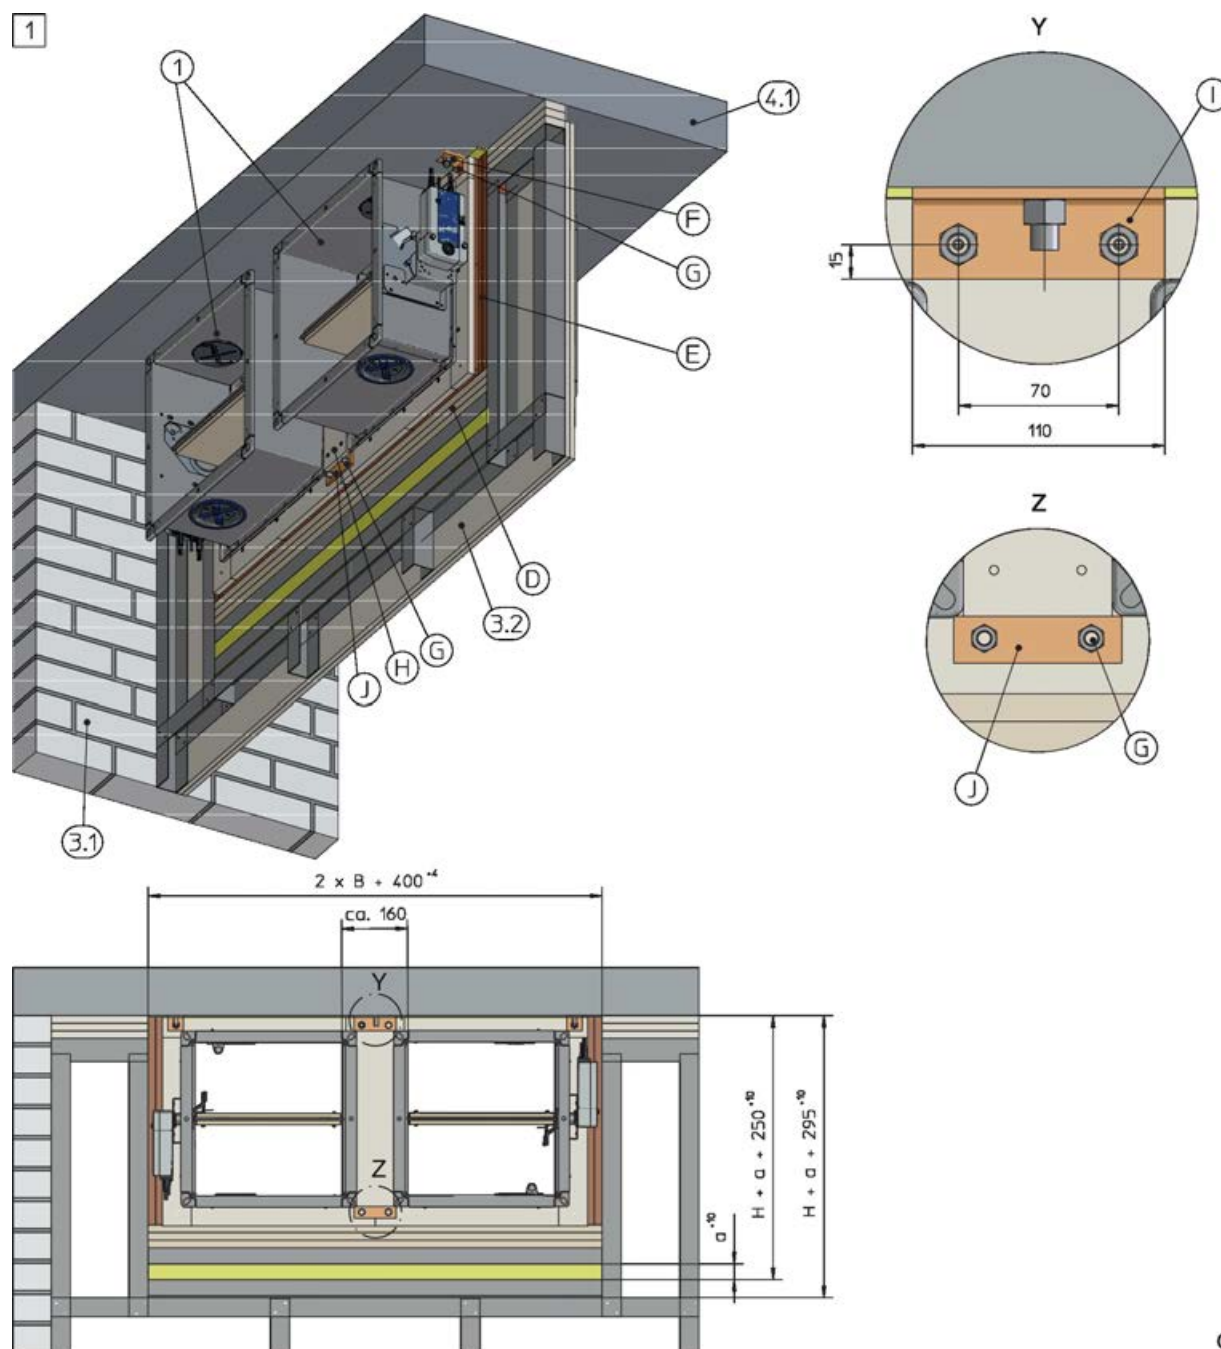 1
1
4.1
F
G
E
D
3.2
G
H
J
3.1
Y
I
15
70
110
Z
G
J
2 x B + 400 +4
ca. 160
Y
Z
a +10
H + a + 250 +10
H + a + 295 +10